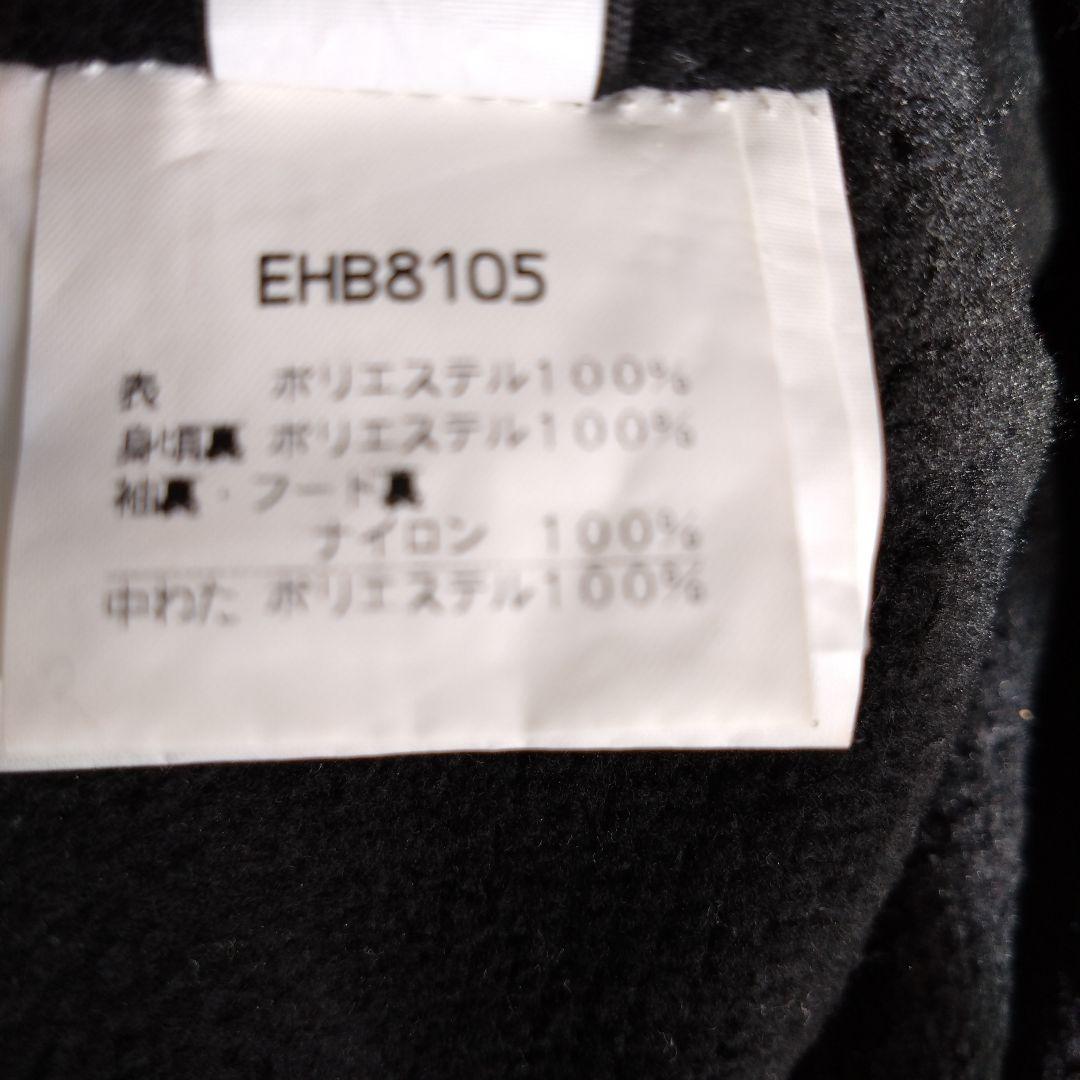 EHB8105
表 ポリエステル100%
身頃裏 ポリエステル100%
袖裏・フード裏
ナイロン 100%
中わた ポリエステル100%